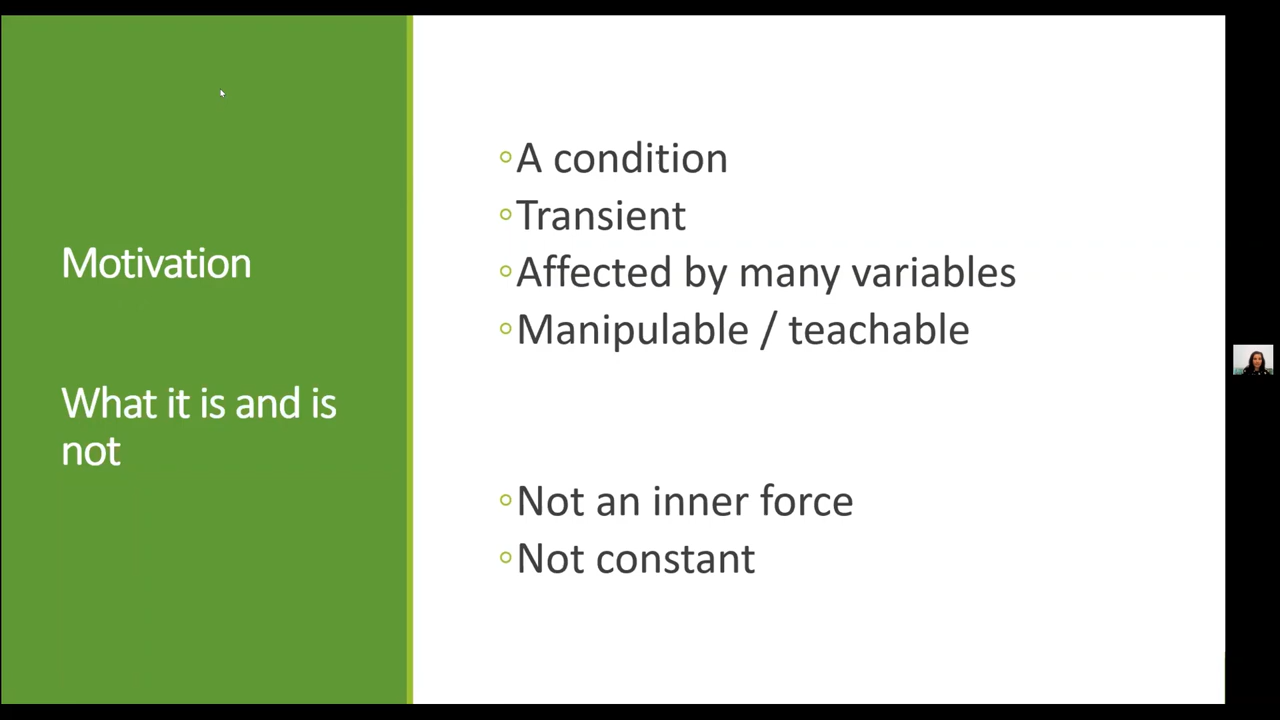 Motivation
What it is and is
not
◦A condition
◦Transient
◦Affected by many variables
◦Manipulable / teachable
◦Not an inner force
◦Not constant